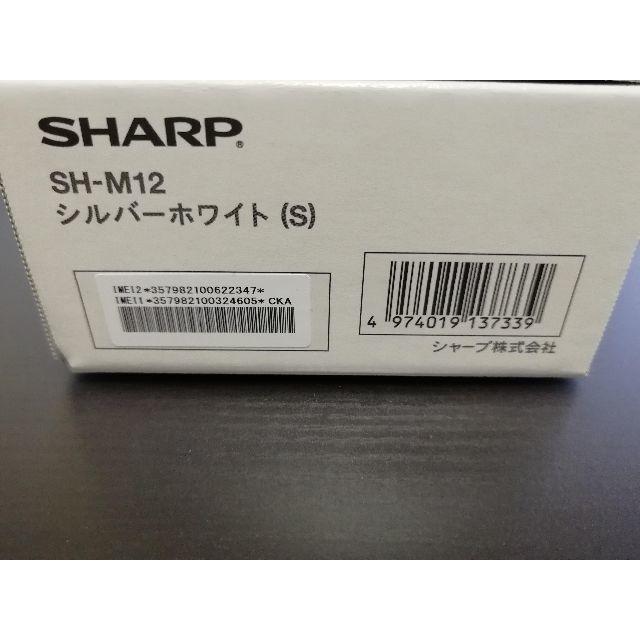 SHARP®
SH-M12
シルバーホワイト (S)
IMEI2*357982100622347*
IMEI1*357982100324605* CKA
4 974019 137339
シャープ株式会社